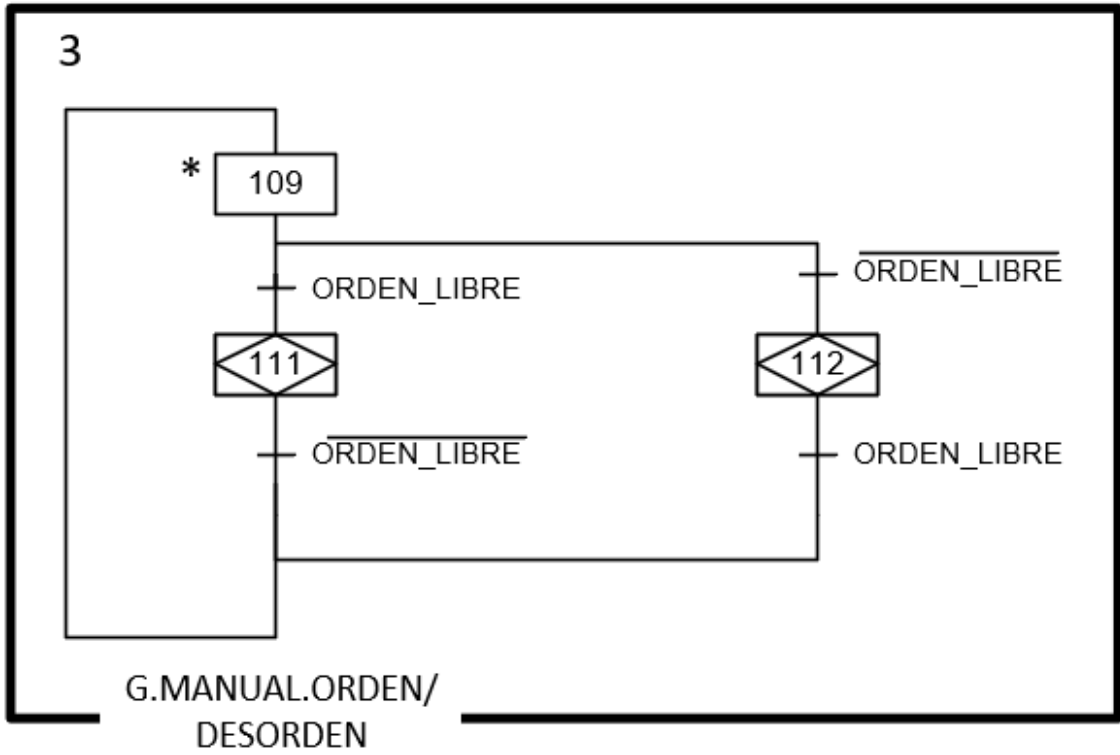 3
*
109
ORDEN_LIBRE
ORDEN_LIBRE
111
112
ORDEN_LIBRE
ORDEN_LIBRE
G.MANUAL.ORDEN/
DESORDEN